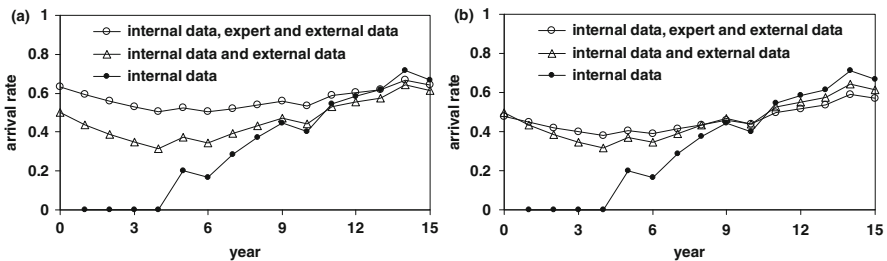 (a)
1
0.8
0.6
0.4
0.2
0
arrival rate
internal data, expert and external data
internal data and external data
internal data
0 3 6 9 12 15
year
(b)
1
0.8
0.6
0.4
0.2
0
arrival rate
internal data, expert and external data
internal data and external data
internal data
0 3 6 9 12 15
year